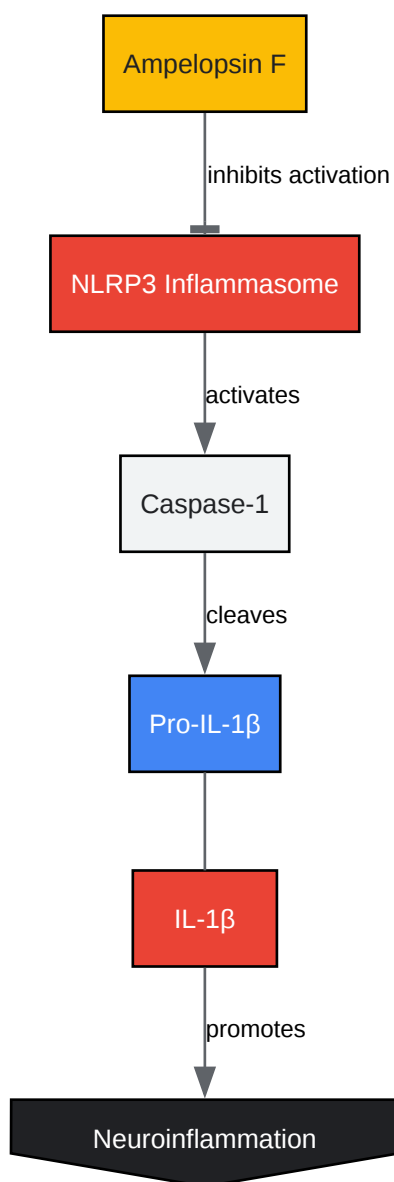 Ampelopsin F
inhibits activation
NLRP3 Inflammasome
activates
Caspase-1
cleaves
Pro-IL-1β
IL-1β
promotes
Neuroinflammation